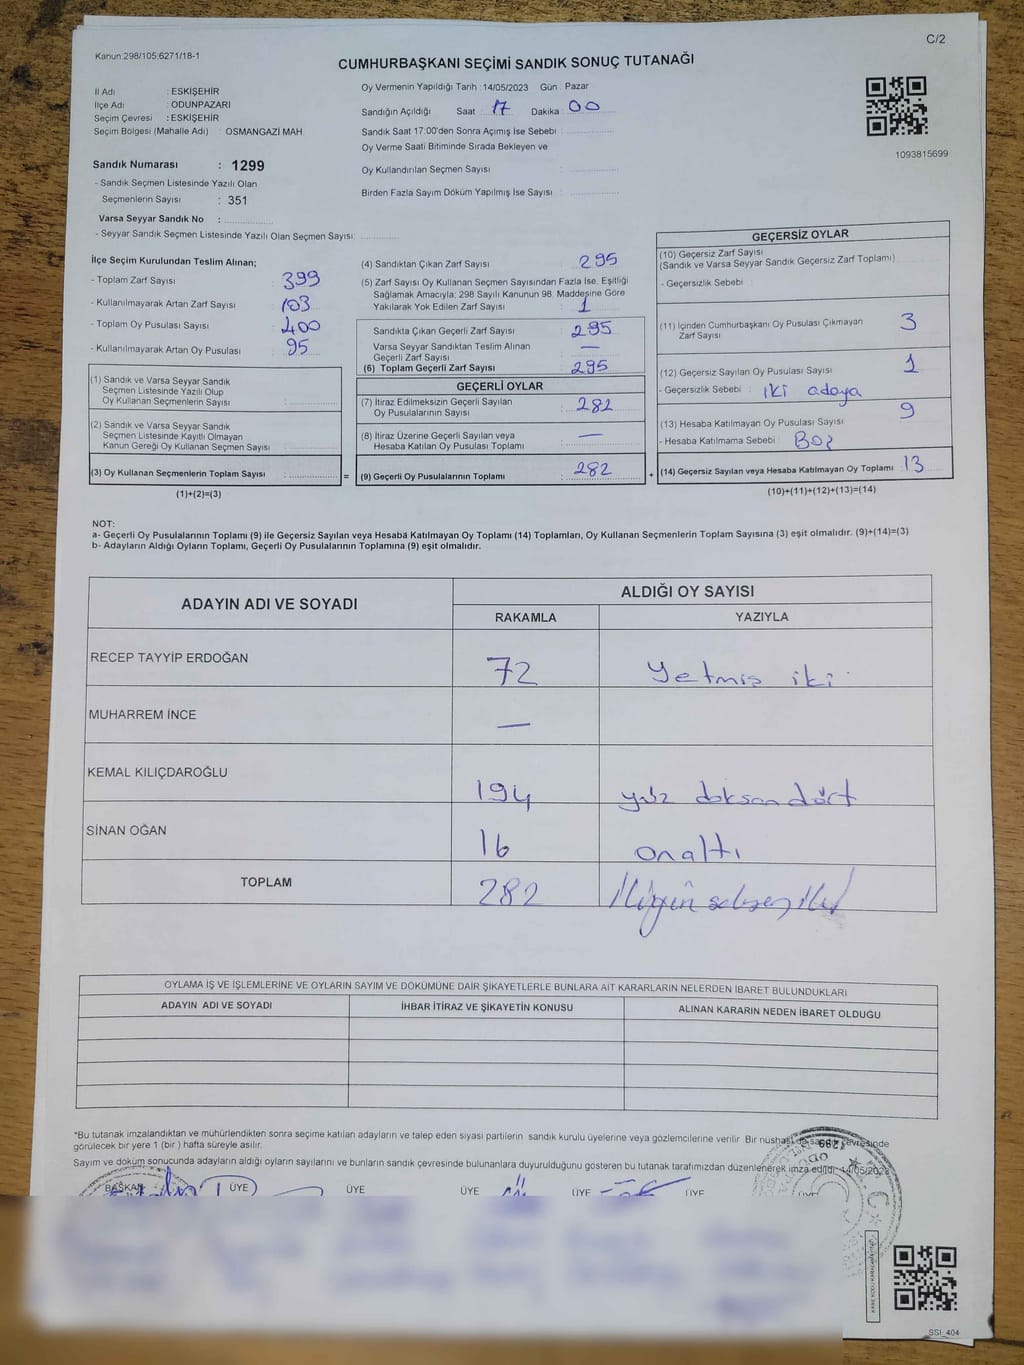 C/2
Kanun:298/105;6271/18-1
CUMHURBAŞKANI SEÇİMİ SANDIK SONUÇ TUTANAĞI
İl Adı : ESKİŞEHİR
İlçe Adı : ODUNPAZARI
Seçim Çevresi : ESKİŞEHİR
Seçim Bölgesi (Mahalle Adı) : OSMANGAZİ MAH.
Sandık Numarası : 1299
- Sandık Seçmen Listesinde Yazılı Olan
Seçmenlerin Sayısı : 351
Varsa Seyyar Sandık No :
- Seyyar Sandık Seçmen Listesinde Yazılı Olan Seçmen Sayısı:
Oy Vermenin Yapıldığı Tarih :14/05/2023 Gün : Pazar
Sandığın Açıldığı Saat : 17 Dakika : 00
Sandık Saat 17:00'den Sonra Açımış İse Sebebi :
Oy Verme Saati Bitiminde Sırada Bekleyen ve
Oy Kullandırılan Seçmen Sayısı :
Birden Fazla Sayım Döküm Yapılmış İse Sayısı :
1093815699
İlçe Seçim Kurulundan Teslim Alınan;
- Toplam Zarf Sayısı : 399
- Kullanılmayarak Artan Zarf Sayısı : 103
- Toplam Oy Pusulası Sayısı : 400
- Kullanılmayarak Artan Oy Pusulası : 95
(1) Sandık ve Varsa Seyyar Sandık
Seçmen Listesinde Yazılı Olup
Oy Kullanan Seçmenlerin Sayısı :
(2) Sandık ve Varsa Seyyar Sandık
Seçmen Listesinde Kayıtlı Olmayan
Kanun Gereği Oy Kullanan Seçmen Sayısı :
(3) Oy Kullanan Seçmenlerin Toplam Sayısı : =
(1)+(2)=(3)
(4) Sandıktan Çıkan Zarf Sayısı : 295
(5) Zarf Sayısı Oy Kullanan Seçmen Sayısından Fazla İse, Eşitliği
Sağlamak Amacıyla; 298 Sayılı Kanunun 98. Maddesine Göre
Yakılarak Yok Edilen Zarf Sayısı : 1
Sandıkta Çıkan Geçerli Zarf Sayısı : 295
Varsa Seyyar Sandıktan Teslim Alınan
Geçerli Zarf Sayısı : —
(6) Toplam Geçerli Zarf Sayısı : 295
GEÇERLİ OYLAR
(7) İtiraz Edilmeksizin Geçerli Sayılan
Oy Pusulalarının Sayısı : 282
(8) İtiraz Üzerine Geçerli Sayılan veya
Hesaba Katılan Oy Pusulası Toplamı : —
(9) Geçerli Oy Pusulalarının Toplamı : 282 +
GEÇERSİZ OYLAR
(10) Geçersiz Zarf Sayısı
(Sandık ve Varsa Seyyar Sandık Geçersiz Zarf Toplamı)
- Geçersizlik Sebebi :
(11) İçinden Cumhurbaşkanı Oy Pusulası Çıkmayan
Zarf Sayısı : 3
(12) Geçersiz Sayılan Oy Pusulası Sayısı : 1
- Geçersizlik Sebebi : iki adaya
(13) Hesaba Katılmayan Oy Pusulası Sayısı : 9
- Hesaba Katılmama Sebebi : Boş
(14) Geçersiz Sayılan veya Hesaba Katılmayan Oy Toplamı : 13
(10)+(11)+(12)+(13)=(14)
NOT:
a- Geçerli Oy Pusulalarının Toplamı (9) ile Geçersiz Sayılan veya Hesaba Katılmayan Oy Toplamı (14) Toplamları, Oy Kullanan Seçmenlerin Toplam Sayısına (3) eşit olmalıdır. (9)+(14)=(3)
b- Adayların Aldığı Oyların Toplamı, Geçerli Oy Pusulalarının Toplamına (9) eşit olmalıdır.
ADAYIN ADI VE SOYADI
ALDIĞI OY SAYISI
RAKAMLA YAZIYLA
RECEP TAYYİP ERDOĞAN 72 Yetmiş iki
MUHARREM İNCE —
KEMAL KILIÇDAROĞLU 194 yüz doksan dört
SİNAN OĞAN 16 onaltı
TOPLAM 282
OYLAMA İŞ VE İŞLEMLERİNE VE OYLARIN SAYIM VE DÖKÜMÜNE DAİR ŞİKAYETLERLE BUNLARA AİT KARARLARIN NELERDEN İBARET BULUNDUKLARI
ADAYIN ADI VE SOYADI İHBAR İTİRAZ VE ŞİKAYETİN KONUSU ALINAN KARARIN NEDEN İBARET OLDUĞU
*Bu tutanak imzalandıktan ve mühürlendikten sonra seçime katılan adayların ve talep eden siyasi partilerin sandık kurulu üyelerine veya gözlemcilerine verilir. Bir nüshası da sandık çevresinde
görülecek bir yere 1 (bir) hafta süreyle asılır.
Sayım ve döküm sonucunda adayların aldığı oyların sayılarını ve bunların sandık çevresinde bulunanlara duyurulduğunu gösteren bu tutanak tarafımızdan düzenlenerek imza edildi. 14/05/2023
BAŞKAN ÜYE ÜYE ÜYE ÜYE ÜYE ÜYE
1299
SSI_404